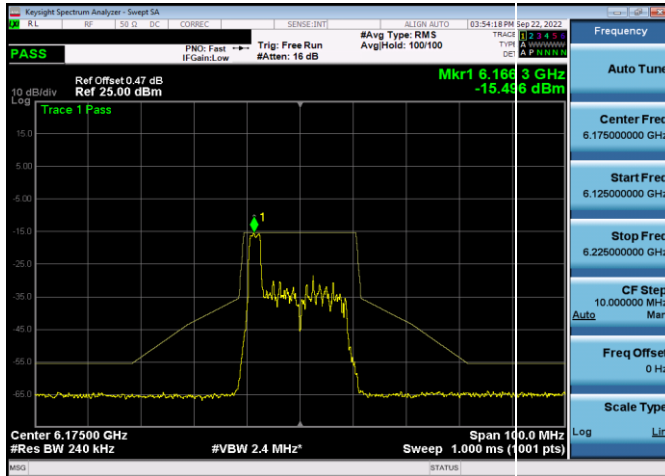 Keysight Spectrum Analyzer - Swept SA
RL RF 50 Ω DC CORREC SENSE:INT ALIGN AUTO 03:54:18 PM Sep 22, 2022
PASS
PNO: Fast
IFGain:Low
Trig: Free Run
#Atten: 16 dB
#Avg Type: RMS
Avg|Hold: 100/100
TRACE 1 2 3 4 5 6
TYPE A WWWWW
DET A P N N N N
Ref Offset 0.47 dB
10 dB/div Ref 25.00 dBm
Log
Mkr1 6.166 3 GHz
-15.496 dBm
Trace 1 Pass
15.0
5.00
-5.00
-15.0
-25.0
-35.0
-45.0
-55.0
-65.0
1
Center 6.17500 GHz Span 100.0 MHz
#Res BW 240 kHz #VBW 2.4 MHz* Sweep 1.000 ms (1001 pts)
MSG STATUS
Frequency
Auto Tune
Center Freq
6.175000000 GHz
Start Freq
6.125000000 GHz
Stop Freq
6.225000000 GHz
CF Step
10.000000 MHz
Auto Man
Freq Offset
0 Hz
Scale Type
Log Lin